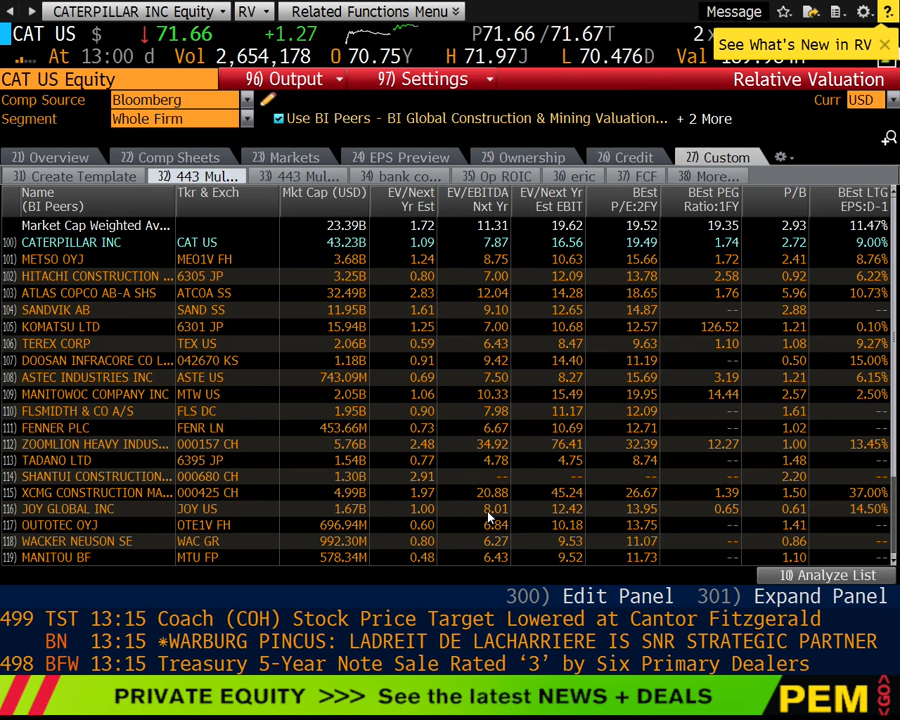 CATERPILLAR INC Equity RV Related Functions Menu Message ?
CAT US $ ↓ 71.66 +1.27 P71.66 /71.67T
At 13:00 d Vol 2,654,178 O 70.75Y H 71.97J L 70.476D Val
See What's New in RV
CAT US Equity 96) Output 97) Settings Relative Valuation
Comp Source Bloomberg Curr USD
Segment Whole Firm Use BI Peers - BI Global Construction & Mining Valuation... + 2 More
21) Overview 22) Comp Sheets 23) Markets 24) EPS Preview 25) Ownership 26) Credit 27) Custom
31) Create Template 32) 443 Mul... 33) 443 Mul... 34) bank co... 35) Op ROIC 36) eric 37) FCF 38) More...
Name Tkr & Exch Mkt Cap (USD) EV/Next EV/EBITDA EV/Next Yr BEst BEst PEG P/B BEst LTG
(BI Peers) Yr Est Nxt Yr Est EBIT P/E:2FY Ratio:1FY EPS:D-1
Market Cap Weighted Av... 23.39B 1.72 11.31 19.62 19.52 19.35 2.93 11.47%
100) CATERPILLAR INC CAT US 43.23B 1.09 7.87 16.56 19.49 1.74 2.72 9.00%
101) METSO OYJ MEO1V FH 3.68B 1.24 8.75 10.63 15.66 1.72 2.41 8.76%
102) HITACHI CONSTRUCTION ... 6305 JP 3.25B 0.80 7.00 12.09 13.78 2.58 0.92 6.22%
103) ATLAS COPCO AB-A SHS ATCOA SS 32.49B 2.83 12.04 14.28 18.65 1.76 5.96 10.73%
104) SANDVIK AB SAND SS 11.95B 1.61 9.10 12.65 14.87 -- 2.88 --
105) KOMATSU LTD 6301 JP 15.94B 1.25 7.00 10.68 12.57 126.52 1.21 0.10%
106) TEREX CORP TEX US 2.06B 0.59 6.43 8.47 9.63 1.10 1.08 9.27%
107) DOOSAN INFRACORE CO L... 042670 KS 1.18B 0.91 9.42 14.40 11.19 -- 0.50 15.00%
108) ASTEC INDUSTRIES INC ASTE US 743.09M 0.69 7.50 8.27 15.69 3.19 1.21 6.15%
109) MANITOWOC COMPANY INC MTW US 2.05B 1.06 10.33 15.49 19.95 14.44 2.57 2.50%
110) FLSMIDTH & CO A/S FLS DC 1.95B 0.90 7.98 11.17 12.09 -- 1.61 --
111) FENNER PLC FENR LN 453.66M 0.73 6.67 10.69 12.71 -- 1.02 --
112) ZOOMLION HEAVY INDUS... 000157 CH 5.76B 2.48 34.92 76.41 32.39 12.27 1.00 13.45%
113) TADANO LTD 6395 JP 1.54B 0.77 4.78 4.75 8.74 -- 1.48 --
114) SHANTUI CONSTRUCTION... 000680 CH 1.30B 2.91 -- -- -- -- 2.20 --
115) XCMG CONSTRUCTION MA... 000425 CH 4.99B 1.97 20.88 45.24 26.67 1.39 1.50 37.00%
116) JOY GLOBAL INC JOY US 1.67B 1.00 8.01 12.42 13.95 0.65 0.61 14.50%
117) OUTOTEC OYJ OTE1V FH 696.94M 0.60 6.84 10.18 13.75 -- 1.41 --
118) WACKER NEUSON SE WAC GR 992.30M 0.80 6.27 9.53 11.07 -- 0.86 --
119) MANITOU BF MTU FP 578.34M 0.48 6.43 9.52 11.73 -- 1.10 --
10) Analyze List
300) Edit Panel 301) Expand Panel
499 TST 13:15 Coach (COH) Stock Price Target Lowered at Cantor Fitzgerald
BN 13:15 *WARBURG PINCUS: LADREIT DE LACHARRIERE IS SNR STRATEGIC PARTNER
498 BFW 13:15 Treasury 5-Year Note Sale Rated ‘3’ by Six Primary Dealers
PRIVATE EQUITY >>> See the latest NEWS + DEALS PEM <GO>